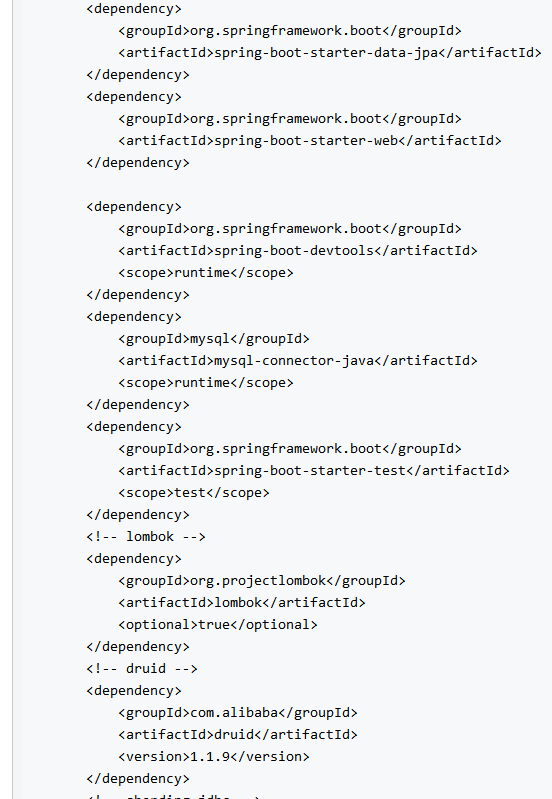 <dependency>
<groupId>org.springframework.boot</groupId>
<artifactId>spring-boot-starter-data-jpa</artifactId>
</dependency>
<dependency>
<groupId>org.springframework.boot</groupId>
<artifactId>spring-boot-starter-web</artifactId>
</dependency>
<dependency>
<groupId>org.springframework.boot</groupId>
<artifactId>spring-boot-devtools</artifactId>
<scope>runtime</scope>
</dependency>
<dependency>
<groupId>mysql</groupId>
<artifactId>mysql-connector-java</artifactId>
<scope>runtime</scope>
</dependency>
<dependency>
<groupId>org.springframework.boot</groupId>
<artifactId>spring-boot-starter-test</artifactId>
<scope>test</scope>
</dependency>
<!-- lombok -->
<dependency>
<groupId>org.projectlombok</groupId>
<artifactId>lombok</artifactId>
<optional>true</optional>
</dependency>
<!-- druid -->
<dependency>
<groupId>com.alibaba</groupId>
<artifactId>druid</artifactId>
<version>1.1.9</version>
</dependency>